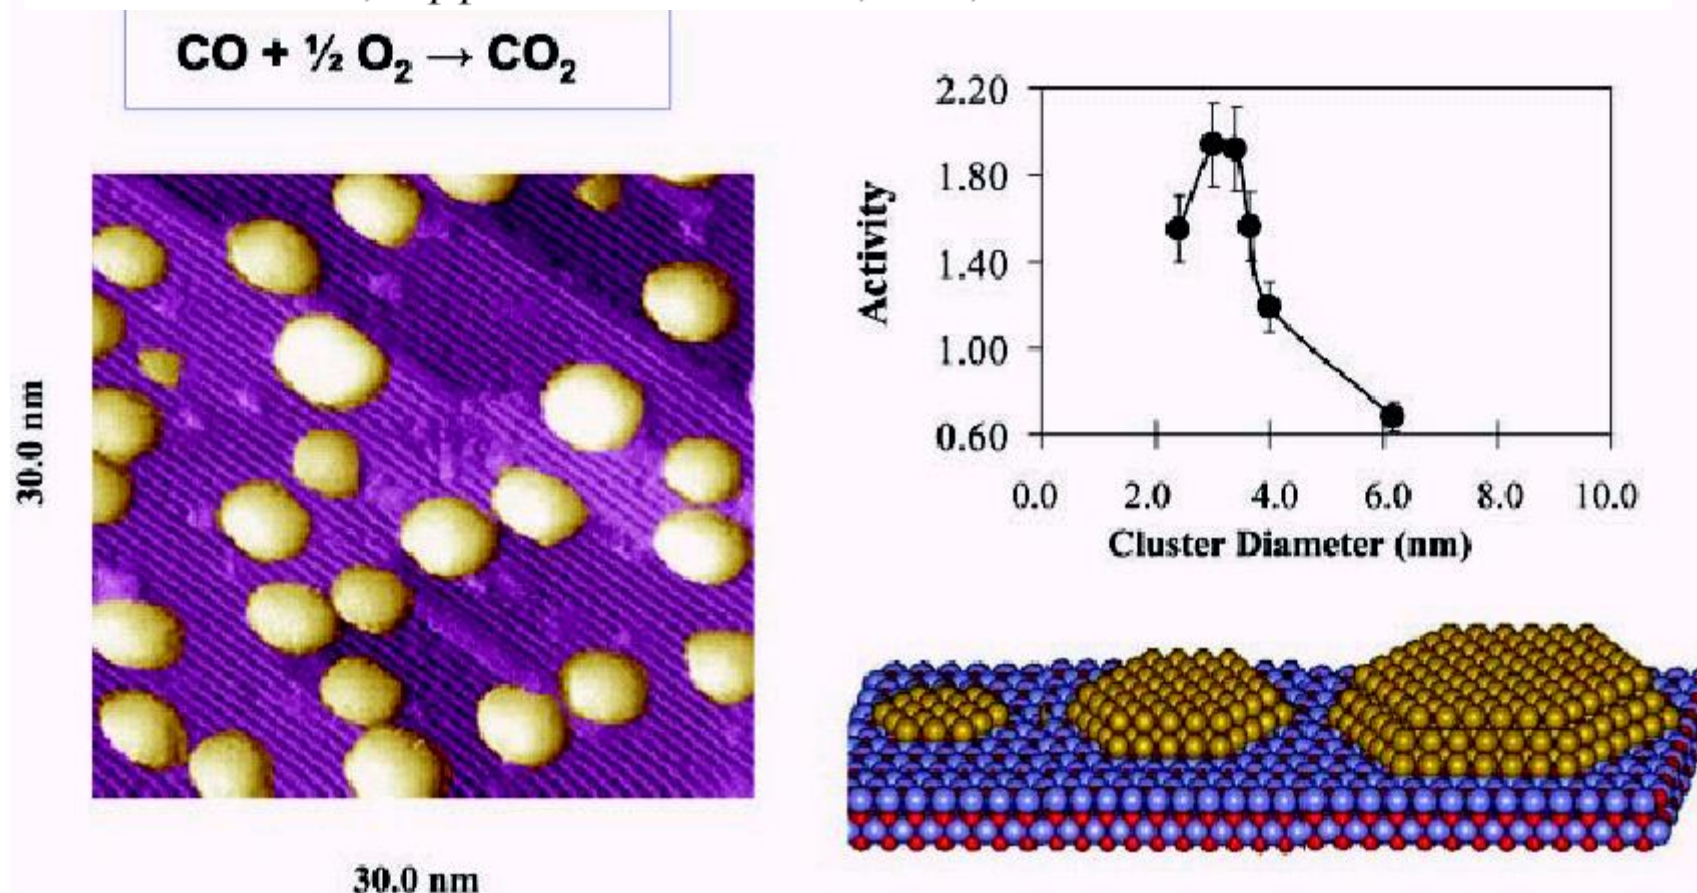 CO + ½ O₂ → CO₂
30.0 nm
30.0 nm
2.20
1.80
1.40
1.00
0.60
Activity
0.0 2.0 4.0 6.0 8.0 10.0
Cluster Diameter (nm)